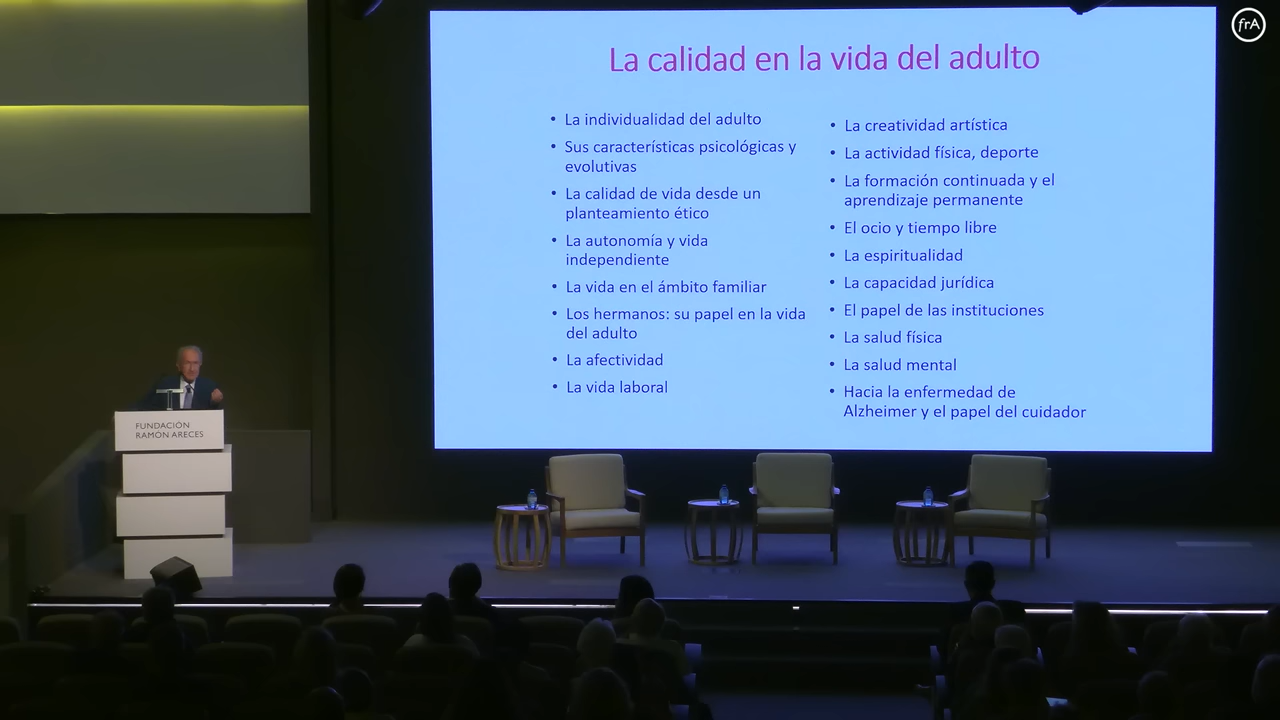 frA
La calidad en la vida del adulto
• La individualidad del adulto
• Sus características psicológicas y
evolutivas
• La calidad de vida desde un
planteamiento ético
• La autonomía y vida
independiente
• La vida en el ámbito familiar
• Los hermanos: su papel en la vida
del adulto
• La afectividad
• La vida laboral
• La creatividad artística
• La actividad física, deporte
• La formación continuada y el
aprendizaje permanente
• El ocio y tiempo libre
• La espiritualidad
• La capacidad jurídica
• El papel de las instituciones
• La salud física
• La salud mental
• Hacia la enfermedad de
Alzheimer y el papel del cuidador
FUNDACIÓN
RAMÓN ARECES